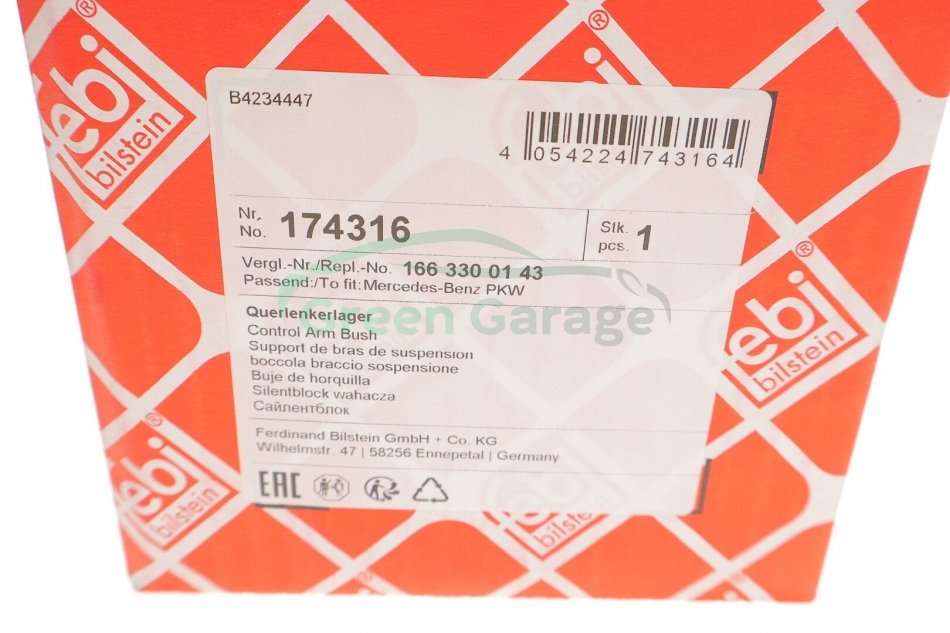 febi
bilstein
B4234447
4 054224 743164
Nr.
No. 174316
Stk.
pcs. 1
Vergl.-Nr./Repl.-No. 166 330 01 43
Passend:/To fit: Mercedes-Benz PKW
Green Garage
Querlenkerlager
Control Arm Bush
Support de bras de suspension
boccola braccio sospensione
Buje de horquilla
Silentblock wahacza
Сайлентблок
Ferdinand Bilstein GmbH + Co. KG
Wilhelmstr. 47 | 58256 Ennepetal | Germany
EAC
febi
bilstein
febi
bilstein
febi
bilstein